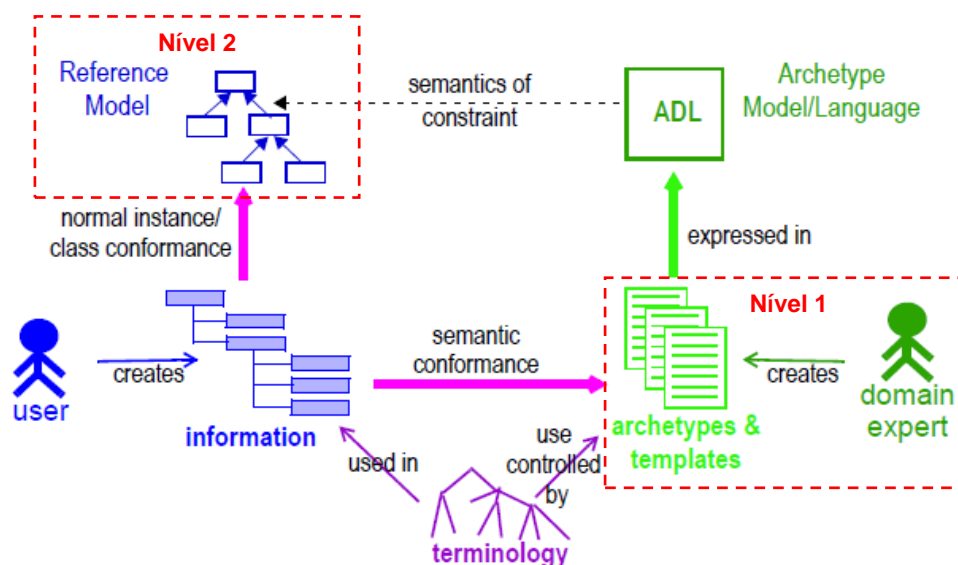 Nível 2
Reference
Model
semantics of
constraint
ADL
Archetype
Model/Language
normal instance/
class conformance
expressed in
Nível 1
semantic
conformance
creates
user
information
creates
domain
expert
archetypes &
templates
used in
use
controlled
by
terminology